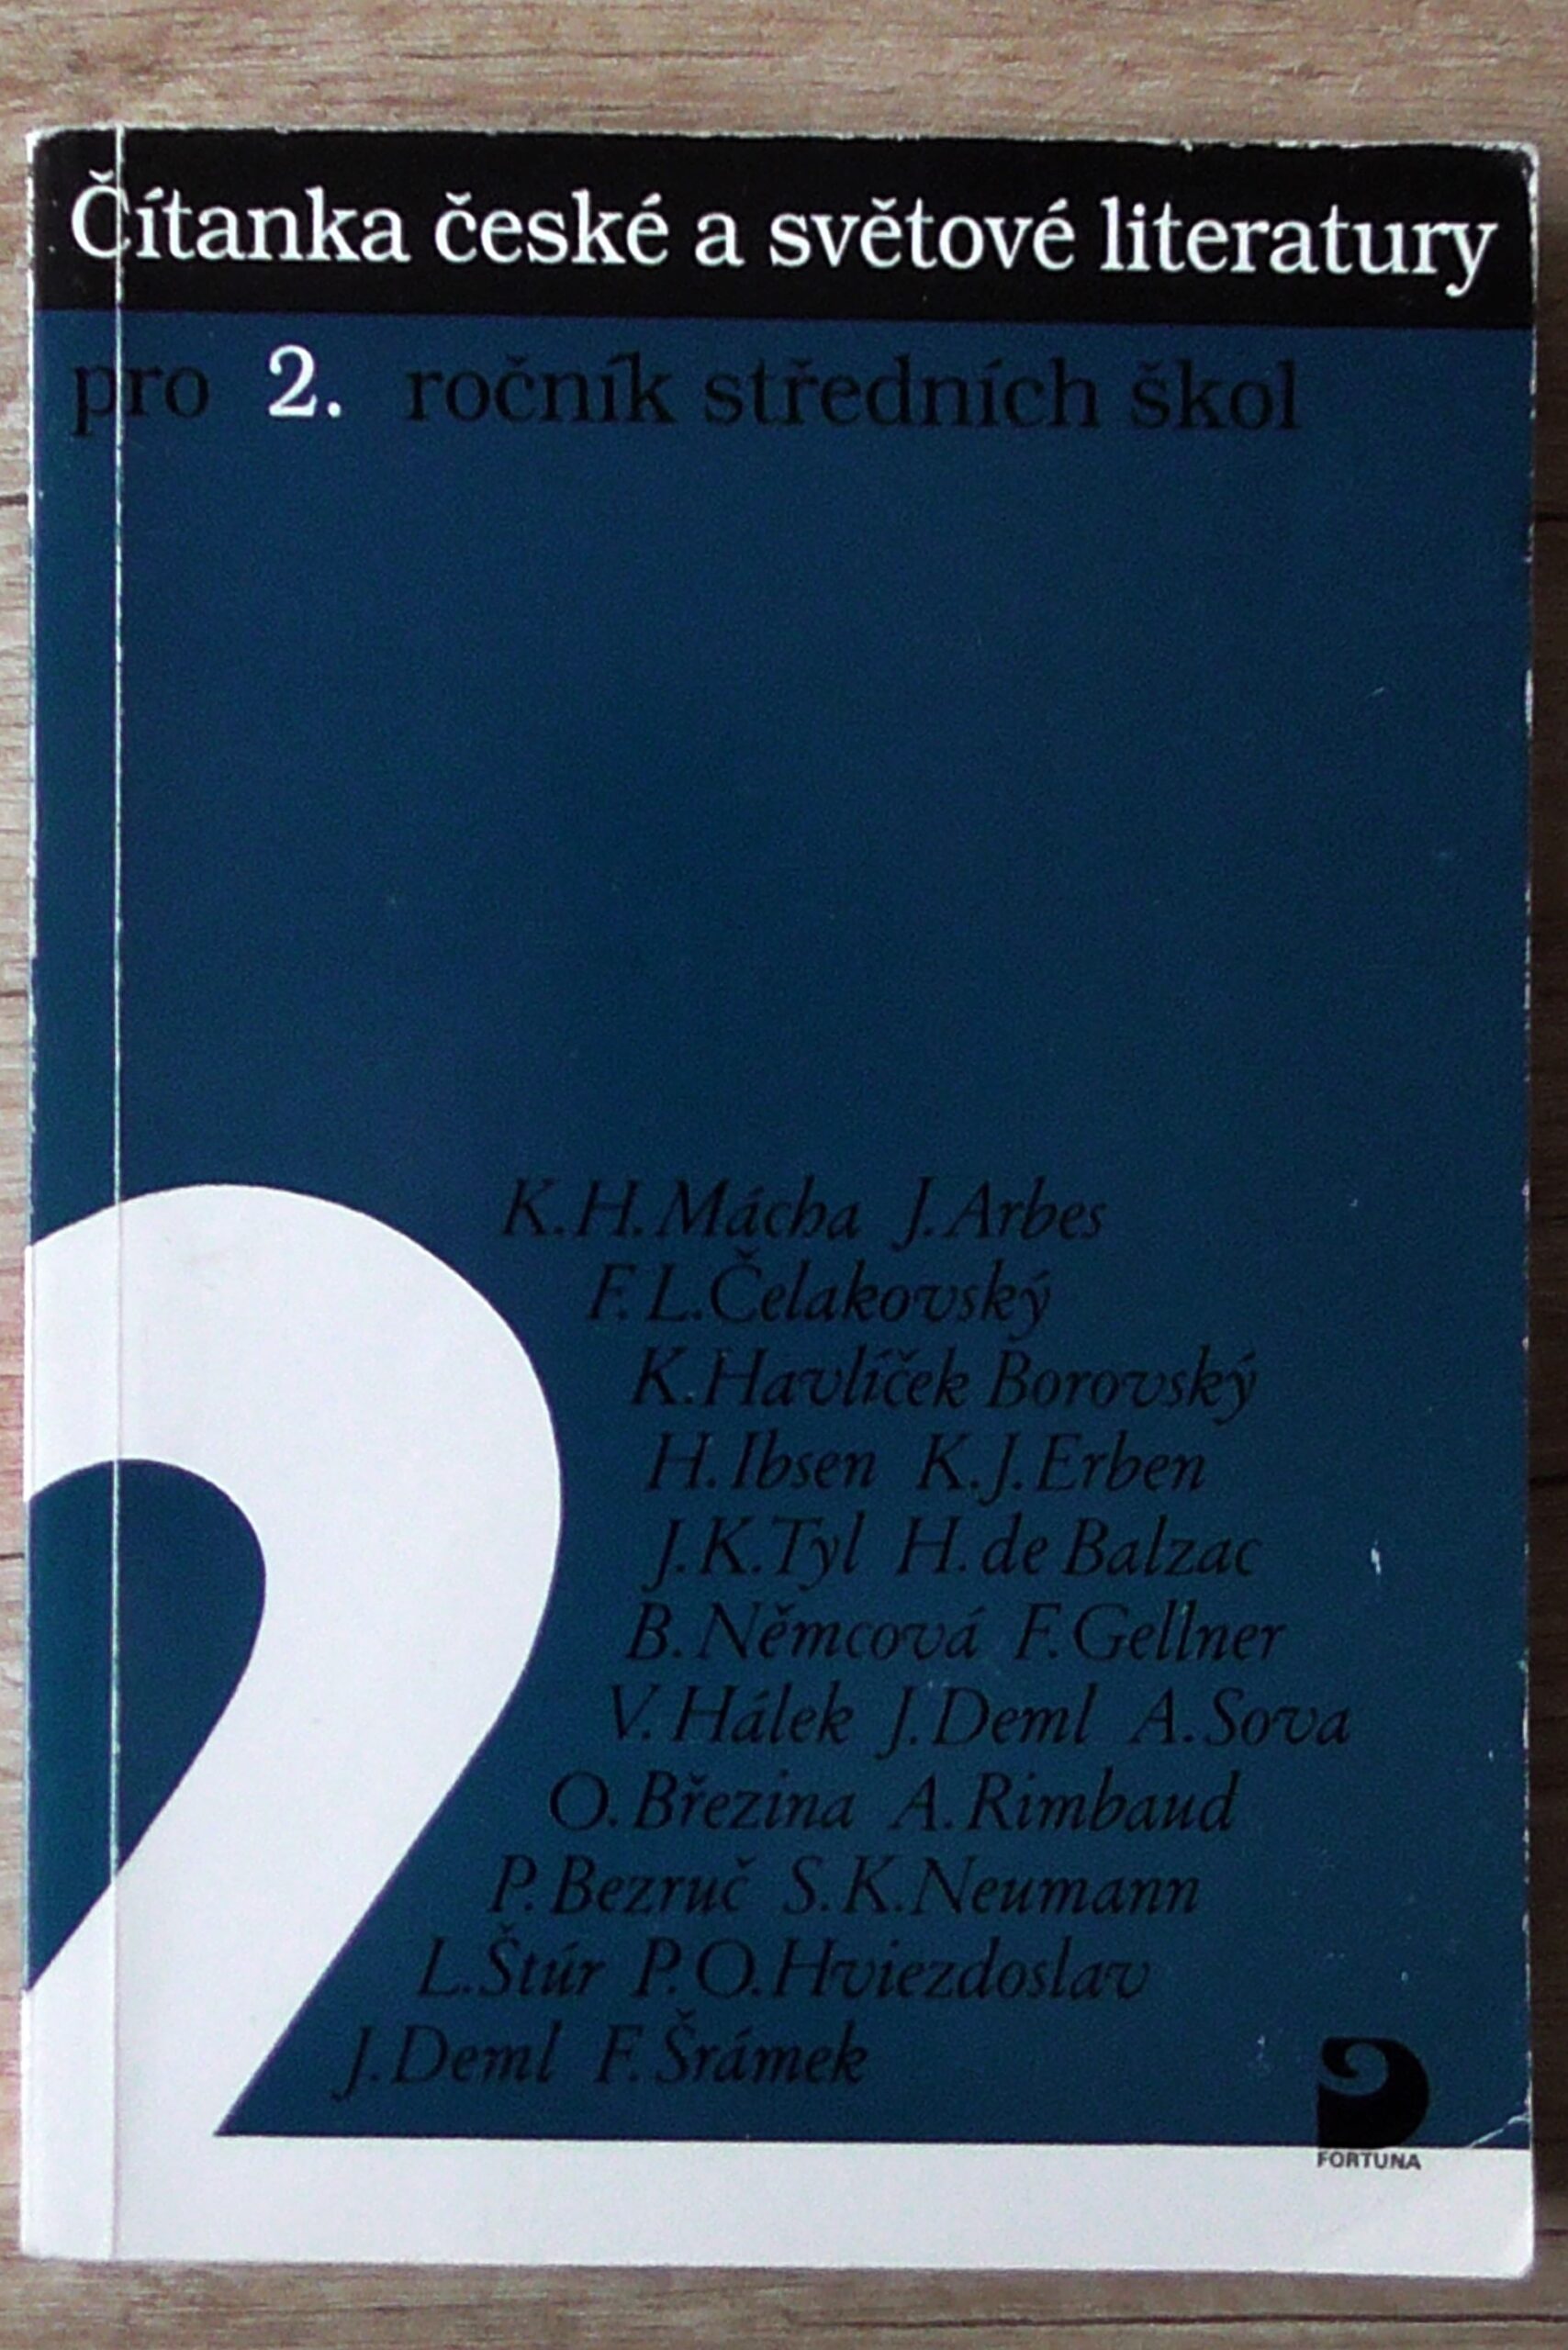 Čítanka české a světové literatury
pro 2. ročník středních škol
2
K. H. Mácha J. Arbes
F. L. Čelakovský
K. Havlíček Borovský
H. Ibsen K. J. Erben
J. K. Tyl H. de Balzac
B. Němcová F. Gellner
V. Hálek J. Deml A. Sova
O. Březina A. Rimbaud
P. Bezruč S. K. Neumann
L. Štúr P. O. Hviezdoslav
J. Deml F. Šrámek
FORTUNA